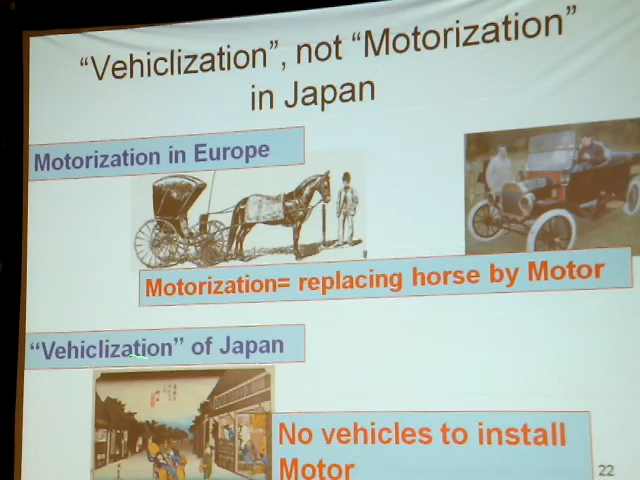 “Vehiclization”, not “Motorization”
in Japan
Motorization in Europe
Motorization= replacing horse by Motor
“Vehiclization” of Japan
No vehicles to install
Motor
22